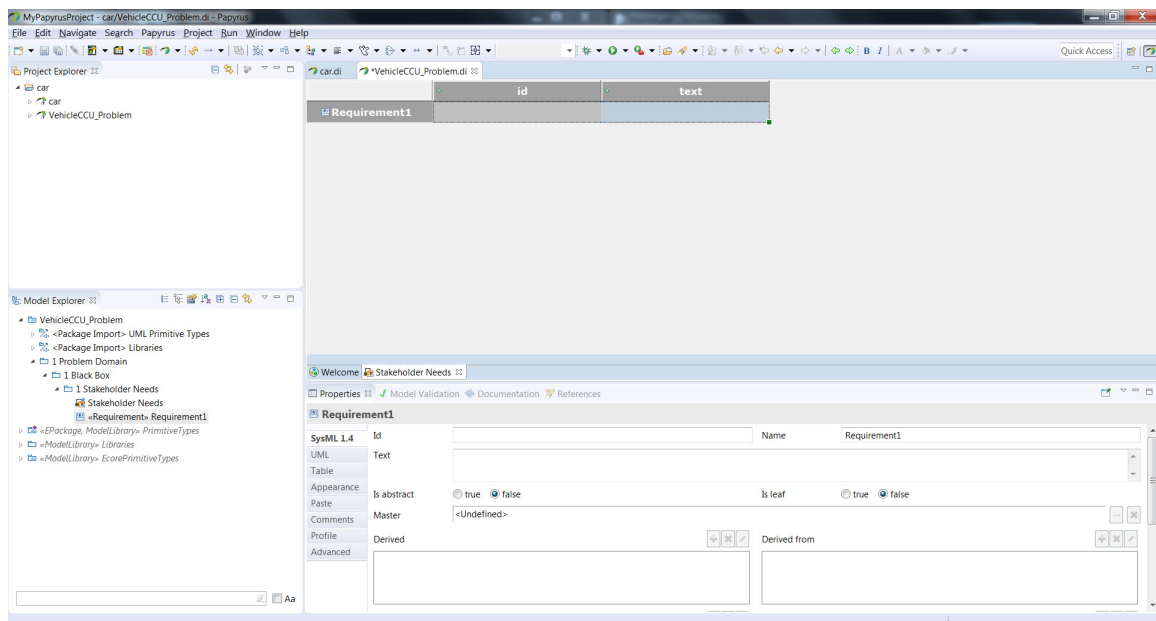 MyPapyrusProject - car/VehicleCCU_Problem.di - Papyrus
File Edit Navigate Search Papyrus Project Run Window Help
B I A Quick Access
Project Explorer
car
car
VehicleCCU_Problem
car.di *VehicleCCU_Problem.di
id text
Requirement1
Model Explorer
VehicleCCU_Problem
<Package Import> UML Primitive Types
<Package Import> Libraries
1 Problem Domain
1 Black Box
1 Stakeholder Needs
Stakeholder Needs
«Requirement» Requirement1
«EPackage, ModelLibrary» PrimitiveTypes
«ModelLibrary» Libraries
«ModelLibrary» EcorePrimitiveTypes
Aa
Welcome Stakeholder Needs
Properties Model Validation Documentation References
Requirement1
SysML 1.4
UML
Table
Appearance
Paste
Comments
Profile
Advanced
Id Name Requirement1
Text
Is abstract true false Is leaf true false
Master <Undefined> ...
Derived Derived from